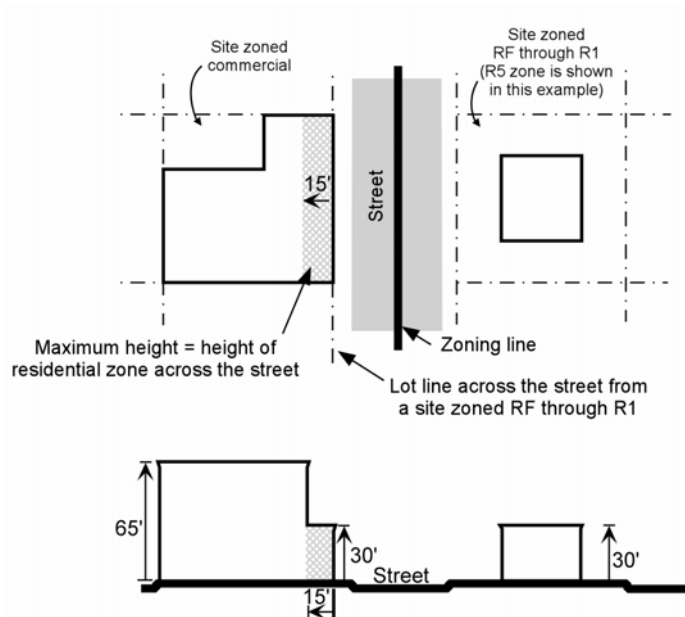 Site zoned
commercial
Site zoned
RF through R1
(R5 zone is shown
in this example)
15'
Street
Maximum height = height of
residential zone across the street
Zoning line
Lot line across the street from
a site zoned RF through R1
65'
30'
Street
30'
15'